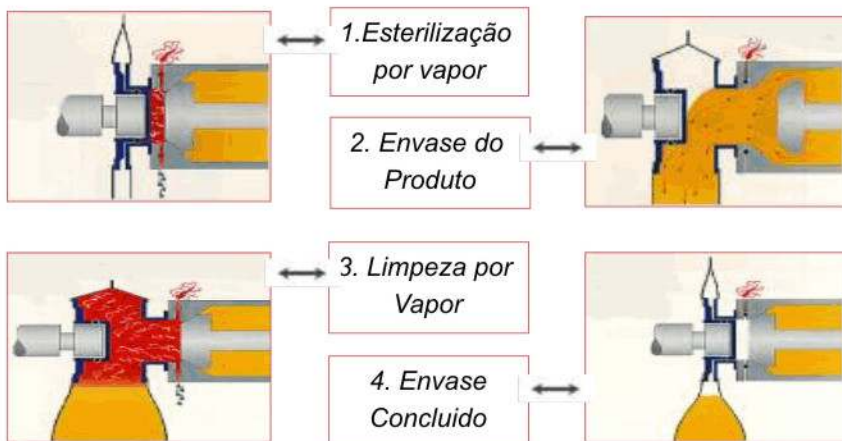 1.Esterilização
por vapor
2. Envase do
Produto
3. Limpeza por
Vapor
4. Envase
Concluido